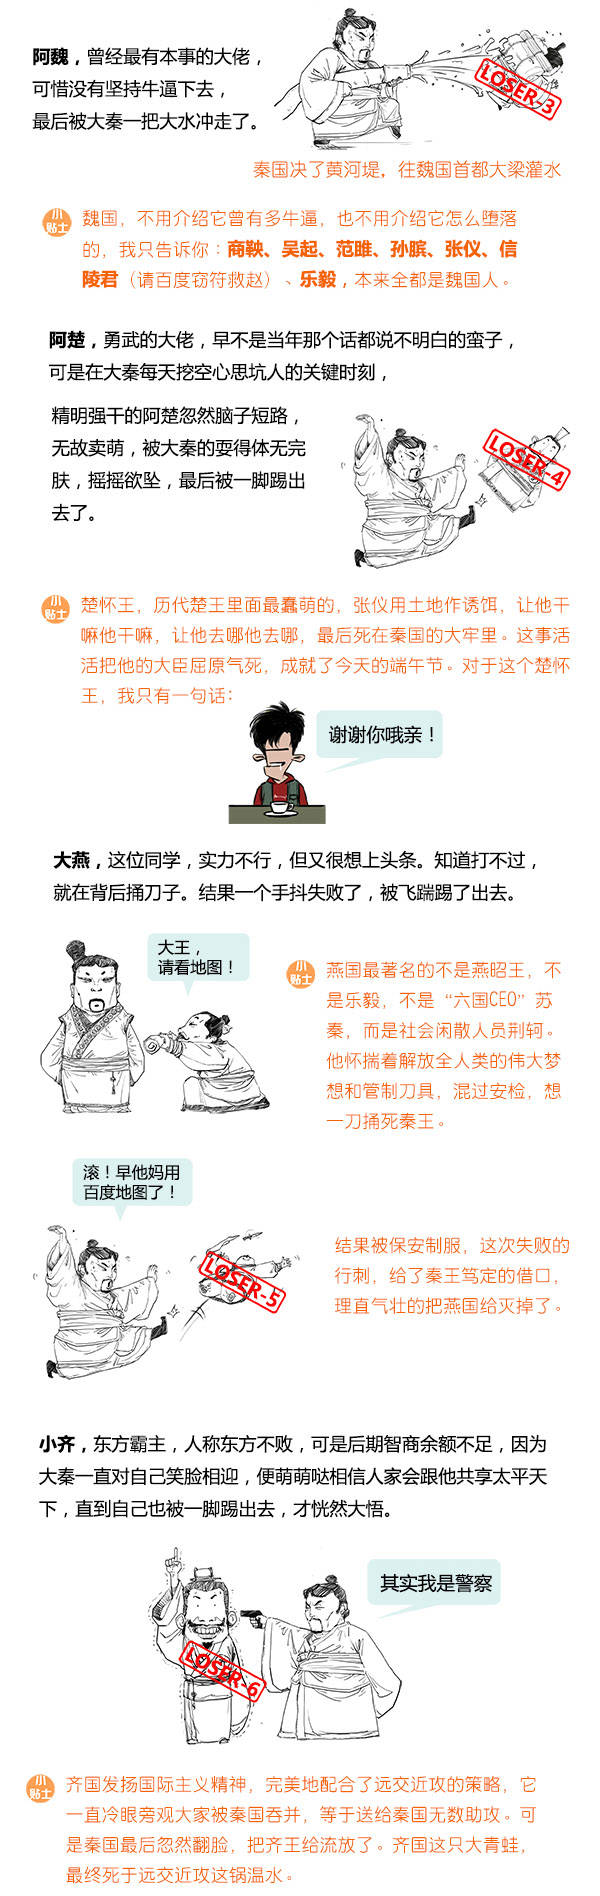 阿魏，曾经最有本事的大佬，
可惜没有坚持牛逼下去，
最后被大秦一把大水冲走了。
LOSER-3
秦国决了黄河堤，往魏国首都大梁灌水
小
贴士
魏国，不用介绍它曾有多牛逼，也不用介绍它怎么堕落
的，我只告诉你：商鞅、吴起、范雎、孙膑、张仪、信
陵君（请百度窃符救赵）、乐毅，本来全都是魏国人。
阿楚，勇武的大佬，早不是当年那个话都说不明白的蛮子，
可是在大秦每天挖空心思坑人的关键时刻，
精明强干的阿楚忽然脑子短路，
无故卖萌，被大秦的耍得体无完
肤，摇摇欲坠，最后被一脚踢出
去了。
LOSER-4
小
贴士
楚怀王，历代楚王里面最蠢萌的，张仪用土地作诱饵，让他干
嘛他干嘛，让他去哪他去哪，最后死在秦国的大牢里。这事活
活把他的大臣屈原气死，成就了今天的端午节。对于这个楚怀
王，我只有一句话：
谢谢你哦亲！
大燕，这位同学，实力不行，但又很想上头条。知道打不过，
就在背后捅刀子。结果一个手抖失败了，被飞踹踢了出去。
大王，
请看地图！
小
贴士
燕国最著名的不是燕昭王，不
是乐毅，不是“六国CEO”苏
秦，而是社会闲散人员荆轲。
他怀揣着解放全人类的伟大梦
想和管制刀具，混过安检，想
一刀捅死秦王。
滚！早他妈用
百度地图了！
LOSER-5
结果被保安制服，这次失败的
行刺，给了秦王笃定的借口，
理直气壮的把燕国给灭掉了。
小齐，东方霸主，人称东方不败，可是后期智商余额不足，因为
大秦一直对自己笑脸相迎，便萌萌哒相信人家会跟他共享太平天
下，直到自己也被一脚踢出去，才恍然大悟。
其实我是警察
LOSER-6
小
贴士
齐国发扬国际主义精神，完美地配合了远交近攻的策略，它
一直冷眼旁观大家被秦国吞并，等于送给秦国无数助攻。可
是秦国最后忽然翻脸，把齐王给流放了。齐国这只大青蛙，
最终死于远交近攻这锅温水。